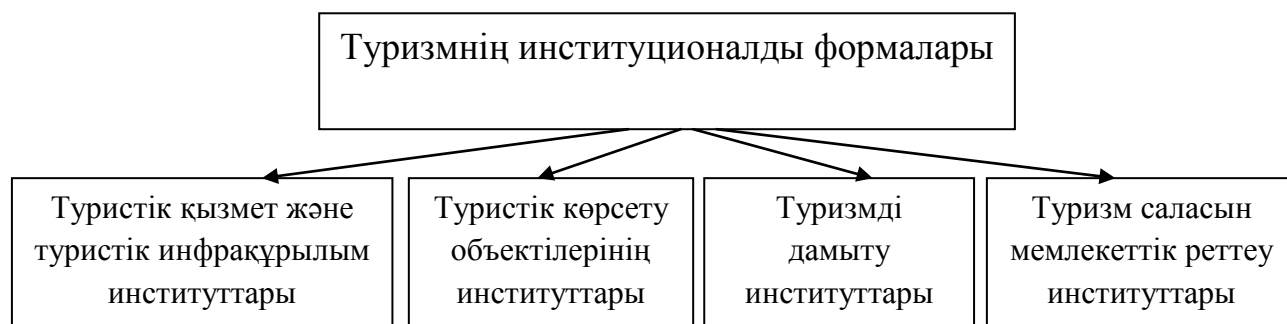 Туризмнің институционалды формалары
Туристік қызмет және
туристік инфрақұрылым
институттары
Туристік көрсету
объектілерінің
институттары
Туризмді
дамыту
институттары
Туризм саласын
мемлекеттік реттеу
институттары